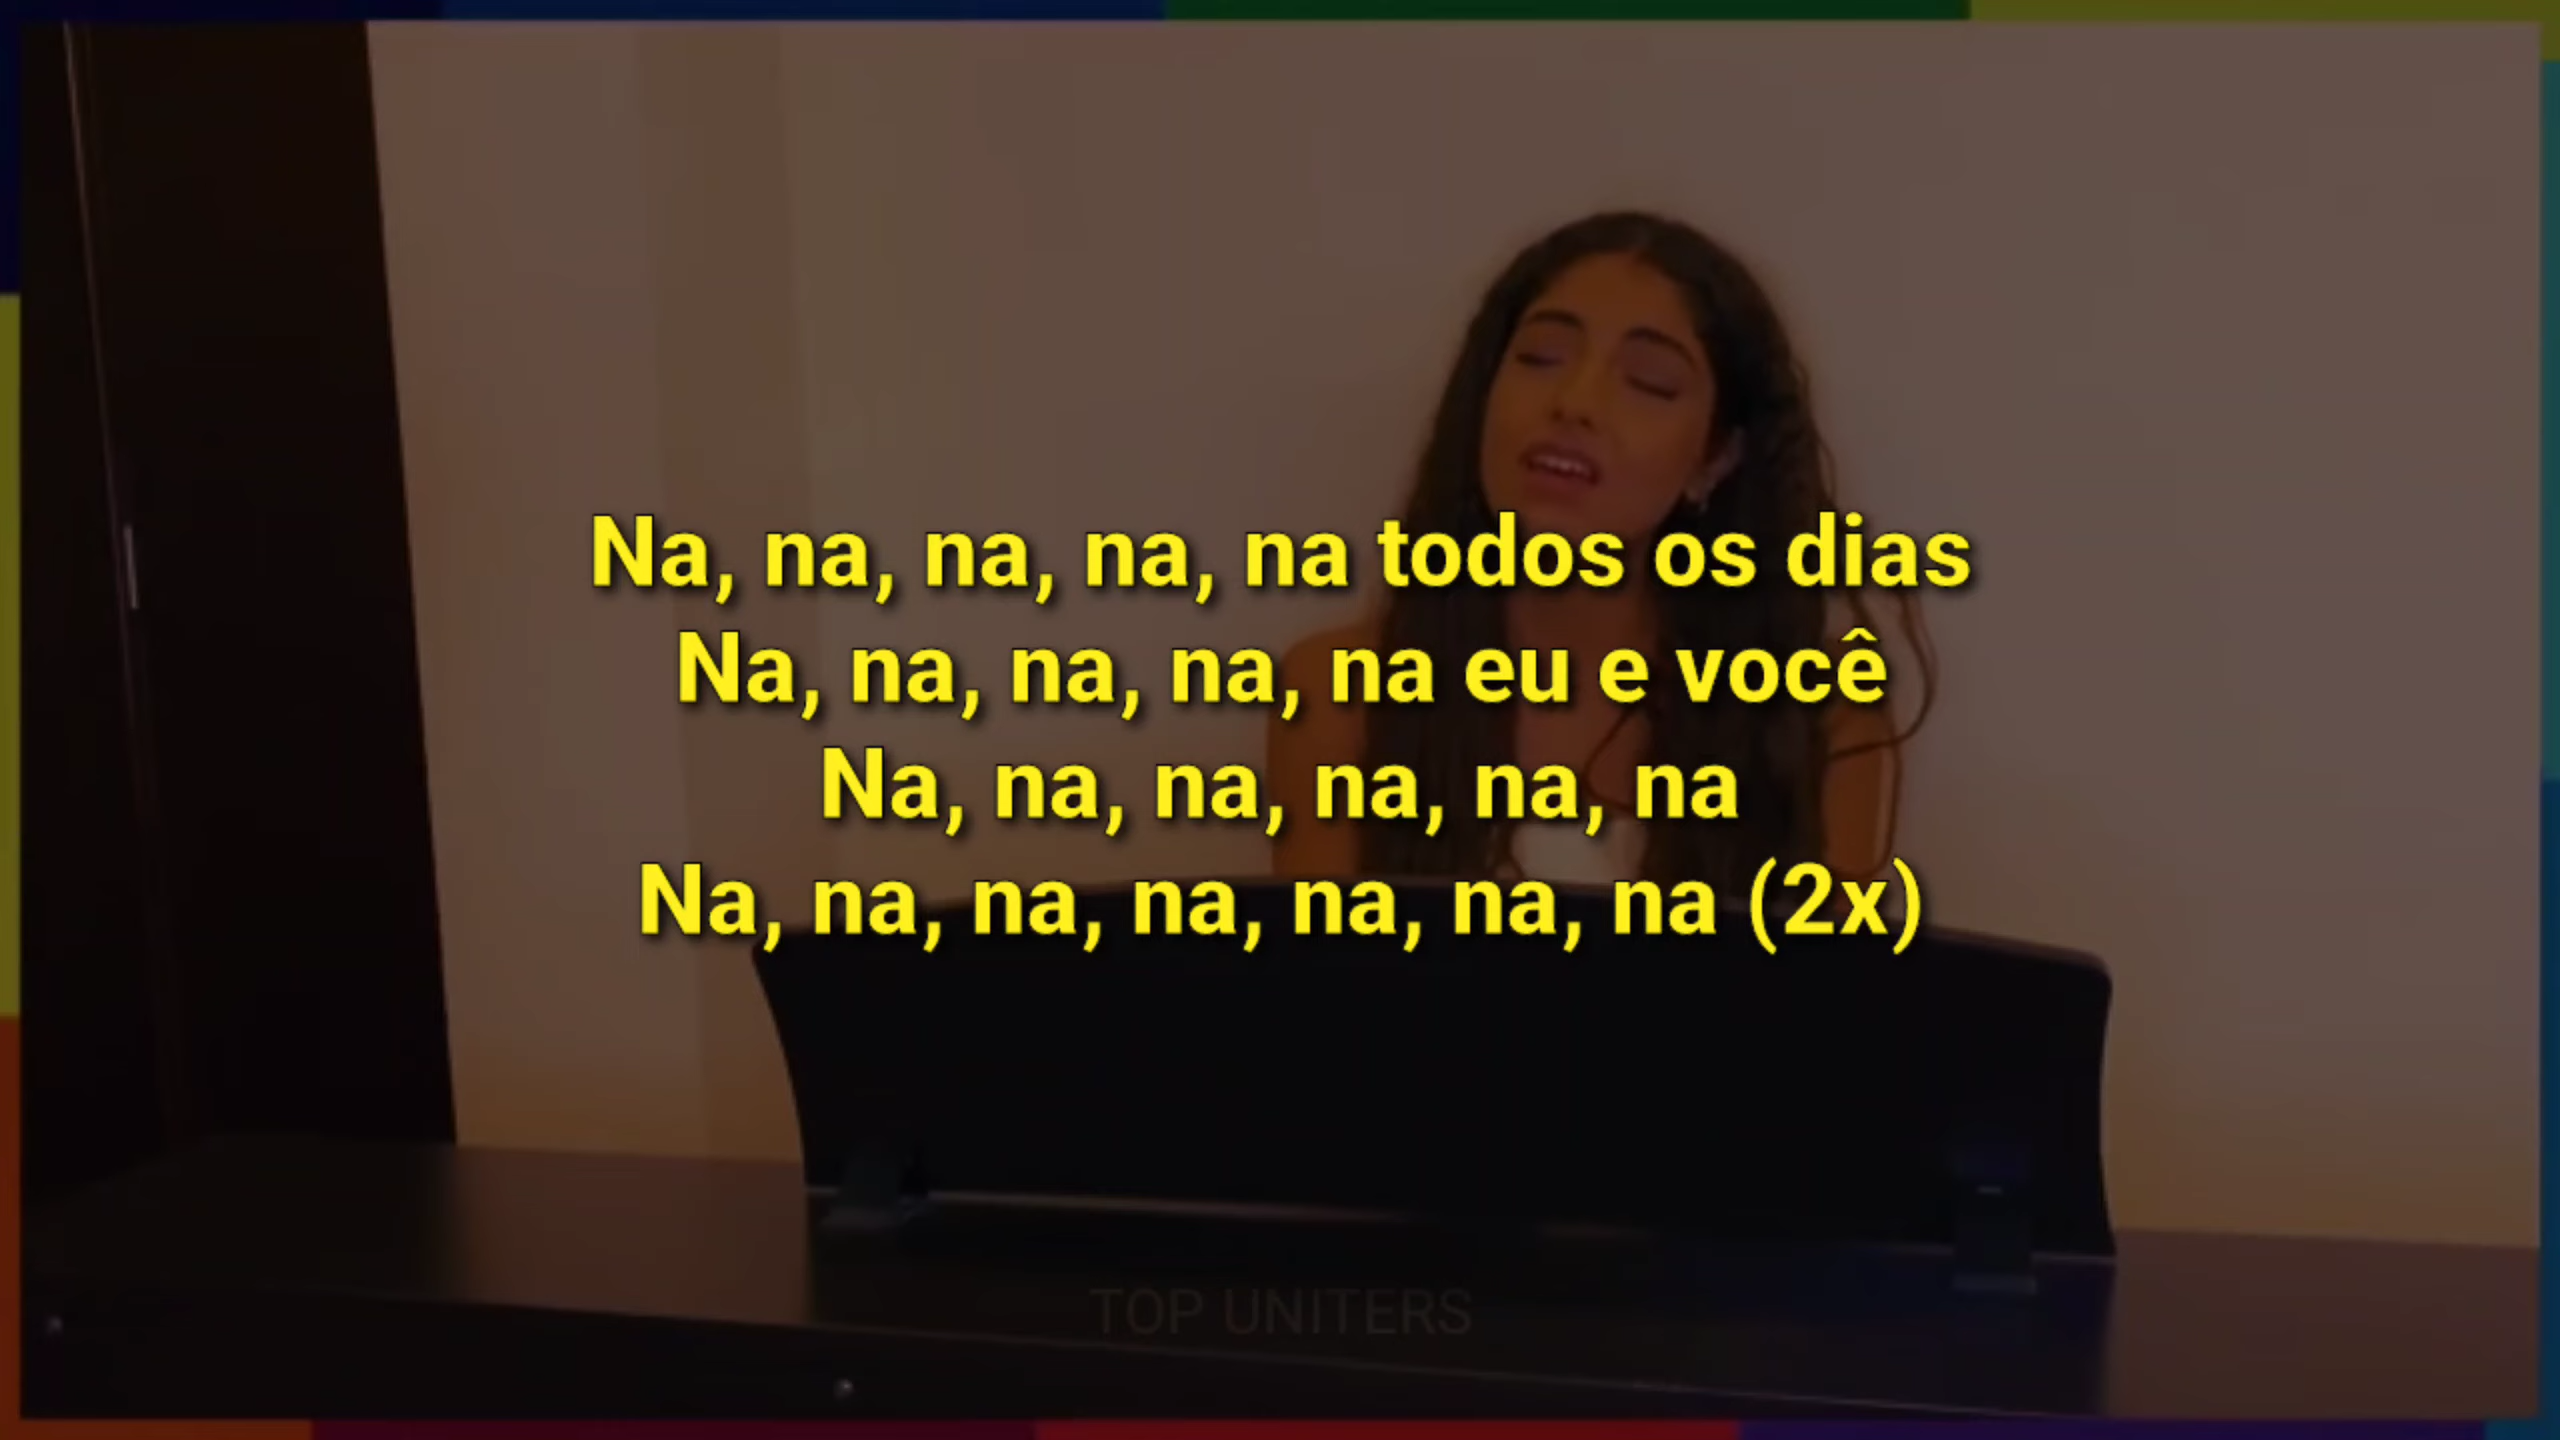 Na, na, na, na, na todos os dias
Na, na, na, na, na eu e você
Na, na, na, na, na, na
Na, na, na, na, na, na, na (2x)
TOP UNITERS